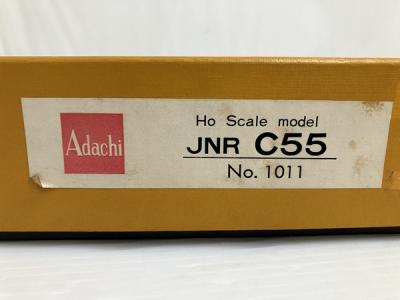 Adachi
Ho Scale model
JNR C55
No. 1011